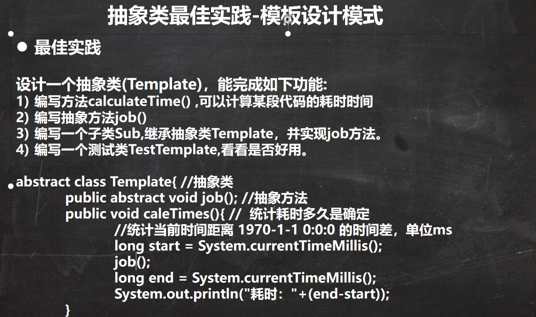 抽象类最佳实践-模板设计模式
最佳实践
设计一个抽象类(Template)，能完成如下功能:
1) 编写方法calculateTime() ,可以计算某段代码的耗时时间
2) 编写抽象方法job()
3) 编写一个子类Sub,继承抽象类Template，并实现job方法。
4) 编写一个测试类TestTemplate,看看是否好用。
abstract class Template{ //抽象类
public abstract void job(); //抽象方法
public void caleTimes(){ // 统计耗时多久是确定
//统计当前时间距离 1970-1-1 0:0:0 的时间差，单位ms
long start = System.currentTimeMillis();
job();
long end = System.currentTimeMillis();
System.out.println("耗时："+(end-start));
}